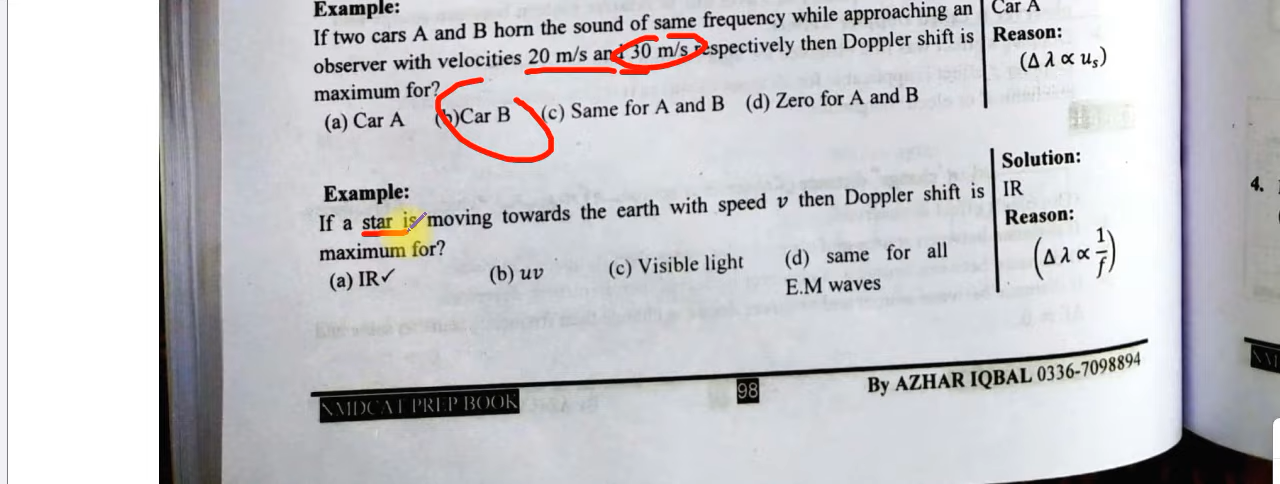 Example:
If two cars A and B horn the sound of same frequency while approaching an
observer with velocities 20 m/s and 30 m/s respectively then Doppler shift is
maximum for?
(a) Car A (b)Car B (c) Same for A and B (d) Zero for A and B
Car A
Reason:
(Δ λ ∝ uₛ)
Example:
If a star is moving towards the earth with speed v then Doppler shift is
maximum for?
(a) IR✓ (b) uv (c) Visible light (d) same for all
E.M waves
Solution:
IR
Reason:
(Δ λ ∝ 1/f)
4.
NMDCAT PREP BOOK
98
By AZHAR IQBAL 0336-7098894